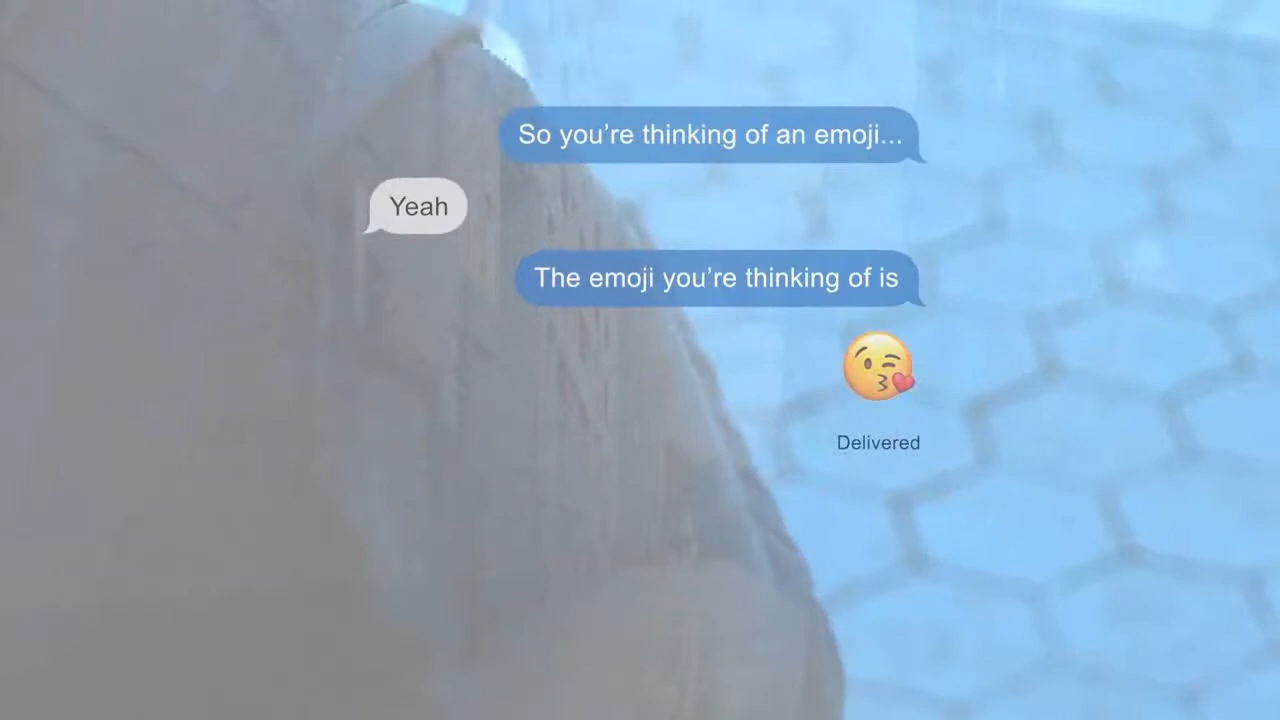 So you’re thinking of an emoji...
Yeah
The emoji you’re thinking of is
😘
Delivered